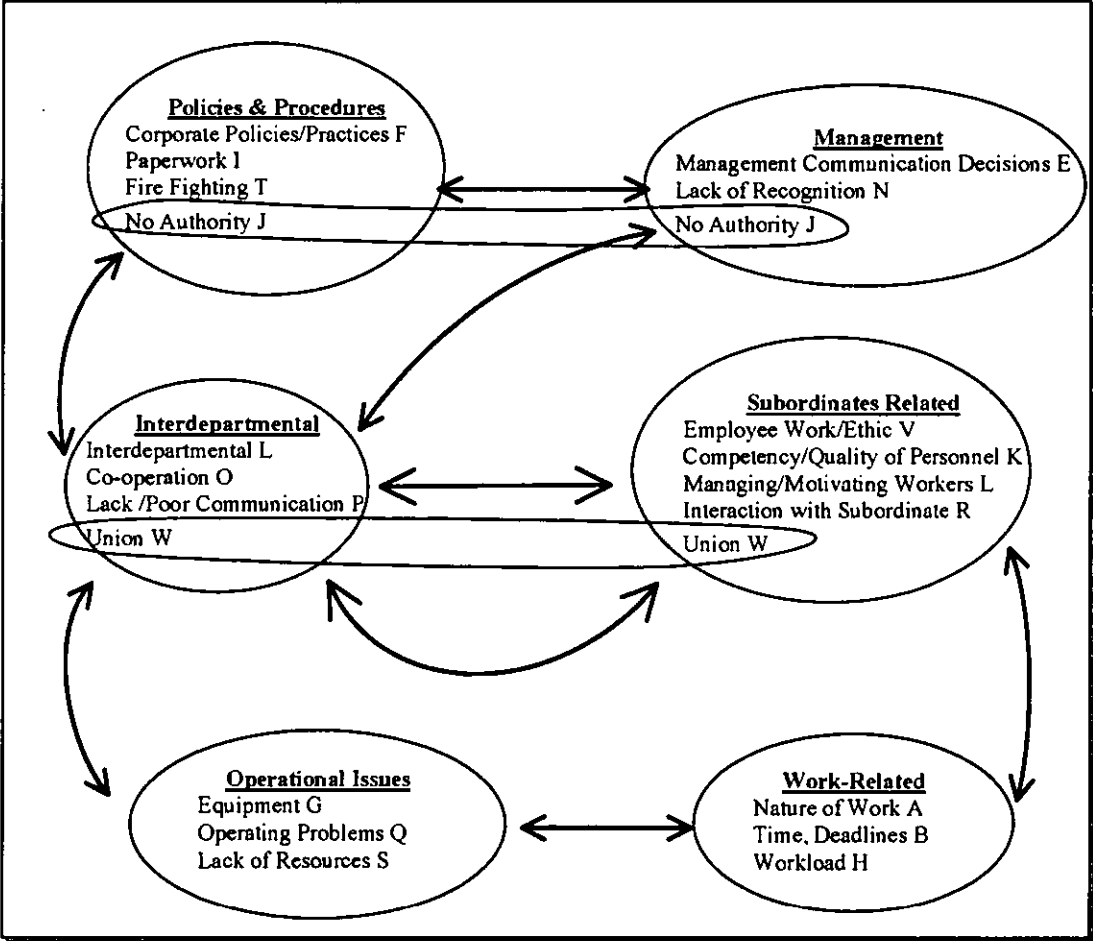 Policies & Procedures
Corporate Policies/Practices F
Paperwork I
Fire Fighting T
No Authority J
Management
Management Communication Decisions E
Lack of Recognition N
No Authority J
Interdepartmental
Interdepartmental L
Co-operation O
Lack /Poor Communication P
Union W
Subordinates Related
Employee Work/Ethic V
Competency/Quality of Personnel K
Managing/Motivating Workers L
Interaction with Subordinate R
Union W
Operational Issues
Equipment G
Operating Problems Q
Lack of Resources S
Work-Related
Nature of Work A
Time, Deadlines B
Workload H